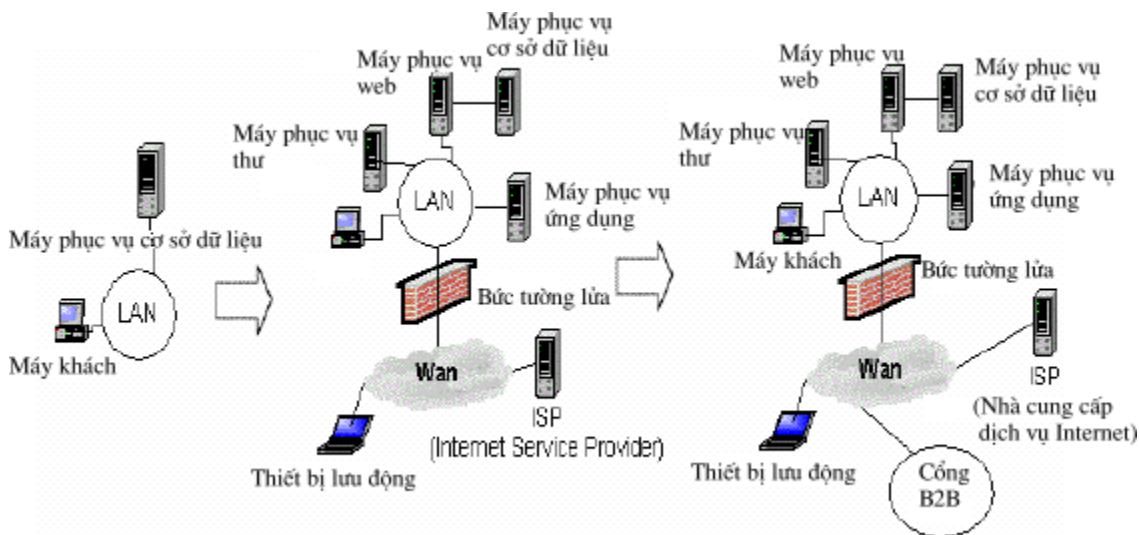 Máy phục vụ cơ sở dữ liệu
LAN
Máy khách
Máy phục vụ
cơ sở dữ liệu
Máy phục vụ
web
Máy phục vụ
thư
LAN
Máy phục vụ
ứng dụng
Bức tường lửa
Wan
ISP
(Internet Service Provider)
Thiết bị lưu động
Máy phục vụ
web
Máy phục vụ
cơ sở dữ liệu
Máy phục vụ
thư
LAN
Máy phục vụ
ứng dụng
Máy khách
Bức tường lửa
Wan
ISP
(Nhà cung cấp
dịch vụ Internet)
Thiết bị lưu động
Cổng
B2B